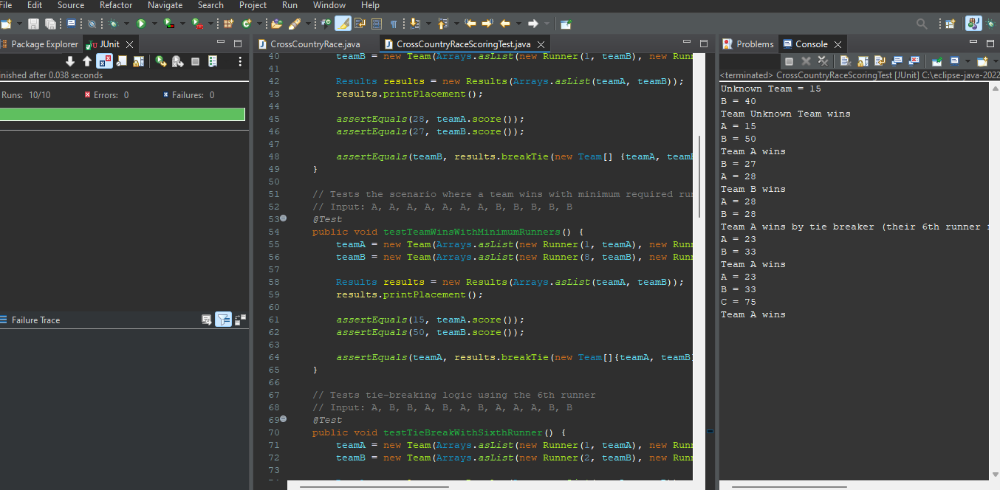 File Edit Source Refactor Navigate Search Project Run Window Help
Package Explorer JUnit
inished after 0.038 seconds
Runs: 10/10 Errors: 0 Failures: 0
Failure Trace
CrossCountryRace.java CrossCountryRaceScoringTest.java
40 teamB = new Team(Arrays.asList(new Runner(1, teamB), new Runn
41
42 Results results = new Results(Arrays.asList(teamA, teamB));
43 results.printPlacement();
44
45 assertEquals(28, teamA.score());
46 assertEquals(27, teamB.score());
47
48 assertEquals(teamB, results.breakTie(new Team[] {teamA, teamB
49 }
50
51 // Tests the scenario where a team wins with minimum required run
52 // Input: A, A, A, A, A, A, A, B, B, B, B, B
53 @Test
54 public void testTeamWinsWithMinimumRunners() {
55 teamA = new Team(Arrays.asList(new Runner(1, teamA), new Runn
56 teamB = new Team(Arrays.asList(new Runner(8, teamB), new Runn
57
58 Results results = new Results(Arrays.asList(teamA, teamB));
59 results.printPlacement();
60
61 assertEquals(15, teamA.score());
62 assertEquals(50, teamB.score());
63
64 assertEquals(teamA, results.breakTie(new Team[]{teamA, teamB}
65 }
66
67 // Tests tie-breaking logic using the 6th runner
68 // Input: A, B, B, A, B, A, B, A, A, A, B, B
69 @Test
70 public void testTieBreakWithSixthRunner() {
71 teamA = new Team(Arrays.asList(new Runner(1, teamA), new Runn
72 teamB = new Team(Arrays.asList(new Runner(2, teamB), new Runn
73
Problems Console
<terminated> CrossCountryRaceScoringTest [JUnit] C:\eclipse-java-2022
Unknown Team = 15
B = 40
Team Unknown Team wins
A = 15
B = 50
Team A wins
B = 27
A = 28
Team B wins
A = 28
B = 28
Team A wins by tie breaker (their 6th runner
A = 23
B = 33
Team A wins
A = 23
B = 33
C = 75
Team A wins